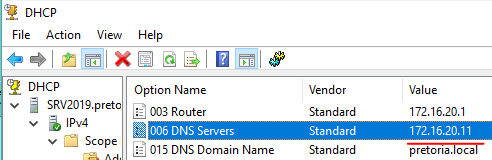 DHCP
File Action View Help
DHCP
SRV2019.preto
IPv4
Scope
Ad
Option Name Vendor Value
003 Router Standard 172.16.20.1
006 DNS Servers Standard 172.16.20.11
015 DNS Domain Name Standard pretoria.local